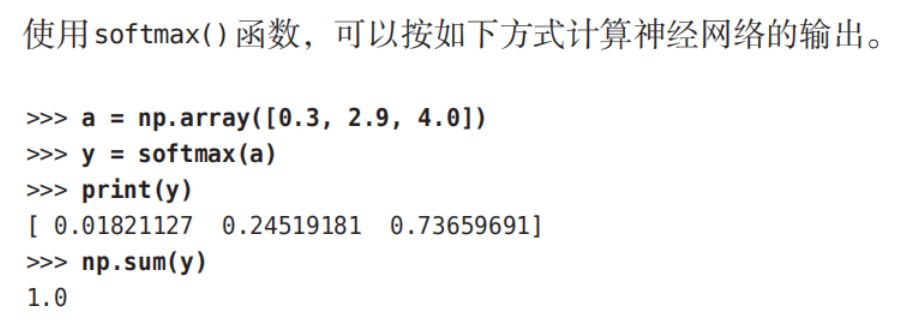 使用softmax()函数，可以按如下方式计算神经网络的输出。
>>> a = np.array([0.3, 2.9, 4.0])
>>> y = softmax(a)
>>> print(y)
[ 0.01821127  0.24519181  0.73659691]
>>> np.sum(y)
1.0